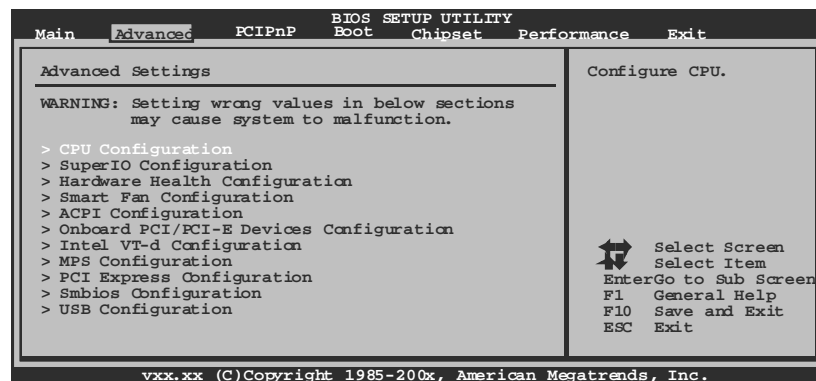 BIOS SETUP UTILITY
Main Advanced PCIPnP Boot Chipset Performance Exit
Advanced Settings
WARNING: Setting wrong values in below sections
may cause system to malfunction.
> CPU Configuration
> SuperIO Configuration
> Hardware Health Configuration
> Smart Fan Configuration
> ACPI Configuration
> Onboard PCI/PCI-E Devices Configuration
> Intel VT-d Configuration
> MPS Configuration
> PCI Express Configuration
> Smbios Configuration
> USB Configuration
Configure CPU.
Select Screen
Select Item
EnterGo to Sub Screen
F1 General Help
F10 Save and Exit
ESC Exit
vxx.xx (C)Copyright 1985-200x, American Megatrends, Inc.